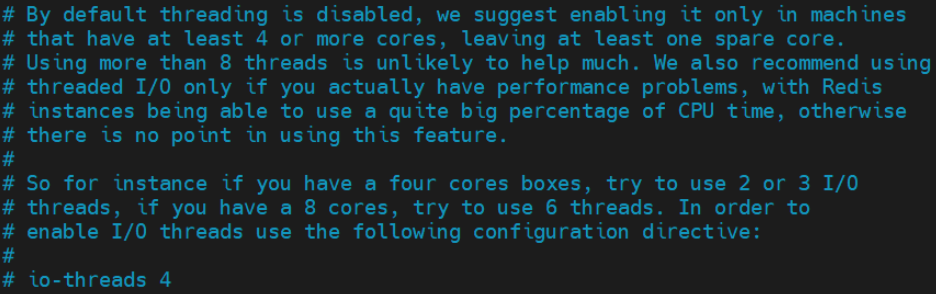 # By default threading is disabled, we suggest enabling it only in machines
# that have at least 4 or more cores, leaving at least one spare core.
# Using more than 8 threads is unlikely to help much. We also recommend using
# threaded I/O only if you actually have performance problems, with Redis
# instances being able to use a quite big percentage of CPU time, otherwise
# there is no point in using this feature.
#
# So for instance if you have a four cores boxes, try to use 2 or 3 I/O
# threads, if you have a 8 cores, try to use 6 threads. In order to
# enable I/O threads use the following configuration directive:
#
# io-threads 4